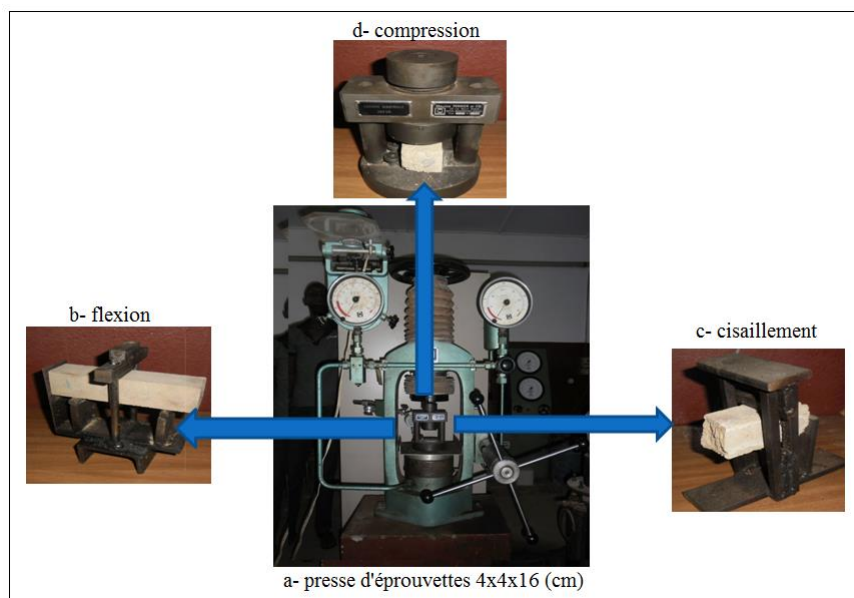 d- compression
b- flexion
c- cisaillement
a- presse d'éprouvettes 4x4x16 (cm)